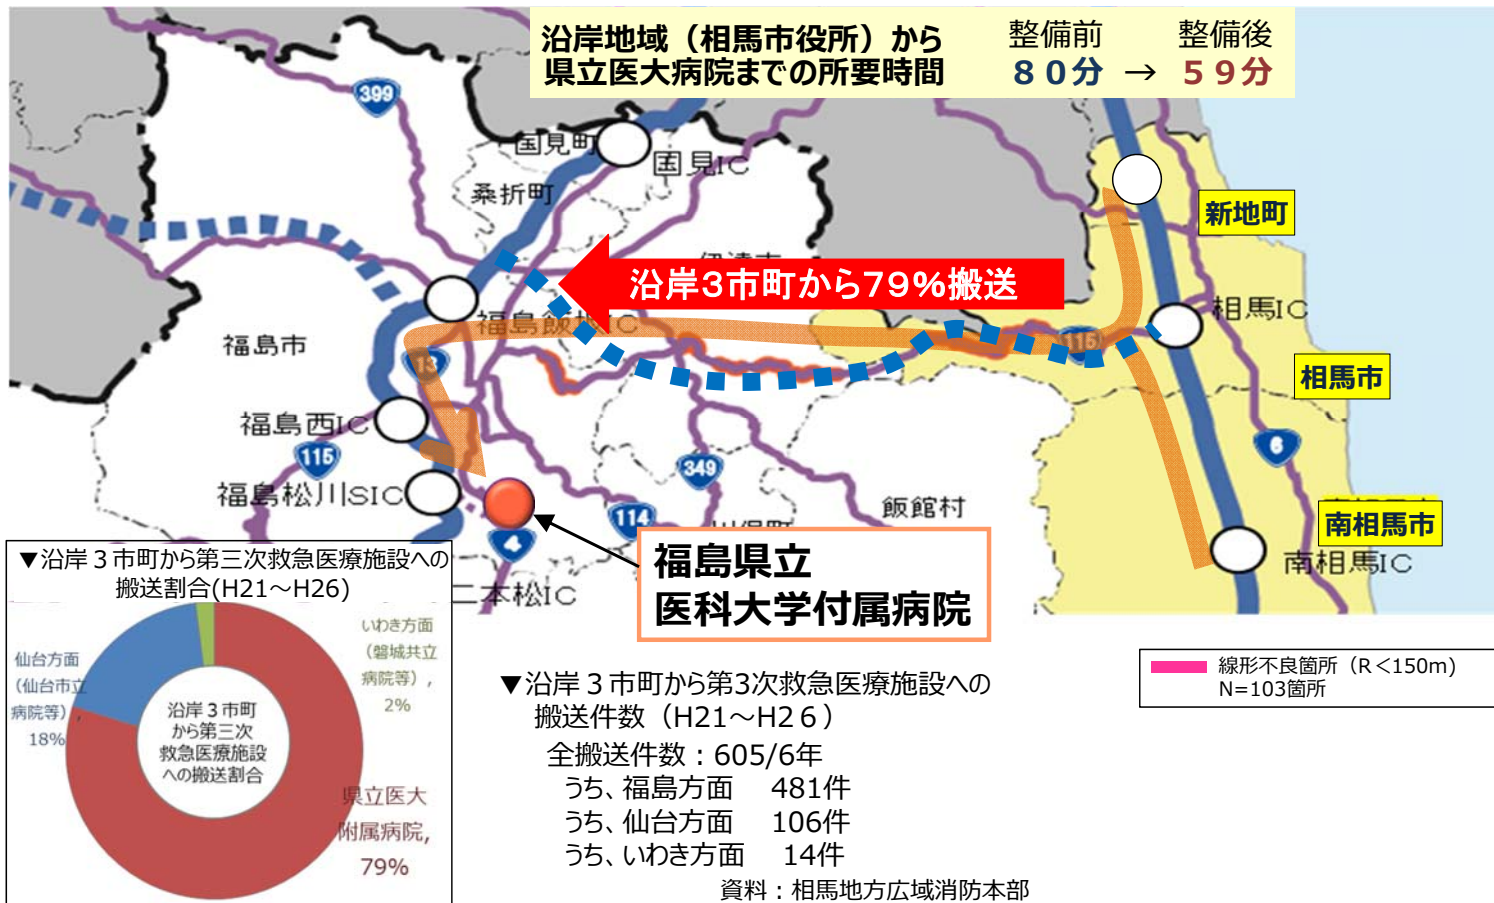 沿岸地域（相馬市役所）から
県立医大病院までの所要時間
整備前 整備後
８０分 → ５９分
399
国見町
国見IC
桑折町
新地町
沿岸3市町から79%搬送
福島飯坂IC
相馬IC
福島市
13
115
相馬市
福島西IC
115
6
福島松川SIC
349
飯館村
114
南相馬市
4
南相馬IC
二本松IC
福島県立
医科大学付属病院
▼沿岸３市町から第三次救急医療施設への
搬送割合(H21～H26)
いわき方面
（磐城共立
病院等）,
2%
仙台方面
（仙台市立
病院等）,
18%
沿岸３市町
から第三次
救急医療施設
への搬送割合
県立医大
附属病院,
79%
▼沿岸３市町から第3次救急医療施設への
搬送件数（H21～H2６）
全搬送件数：605/6年
うち、福島方面 481件
うち、仙台方面 106件
うち、いわき方面 14件
資料：相馬地方広域消防本部
線形不良箇所（R＜150m）
N=103箇所